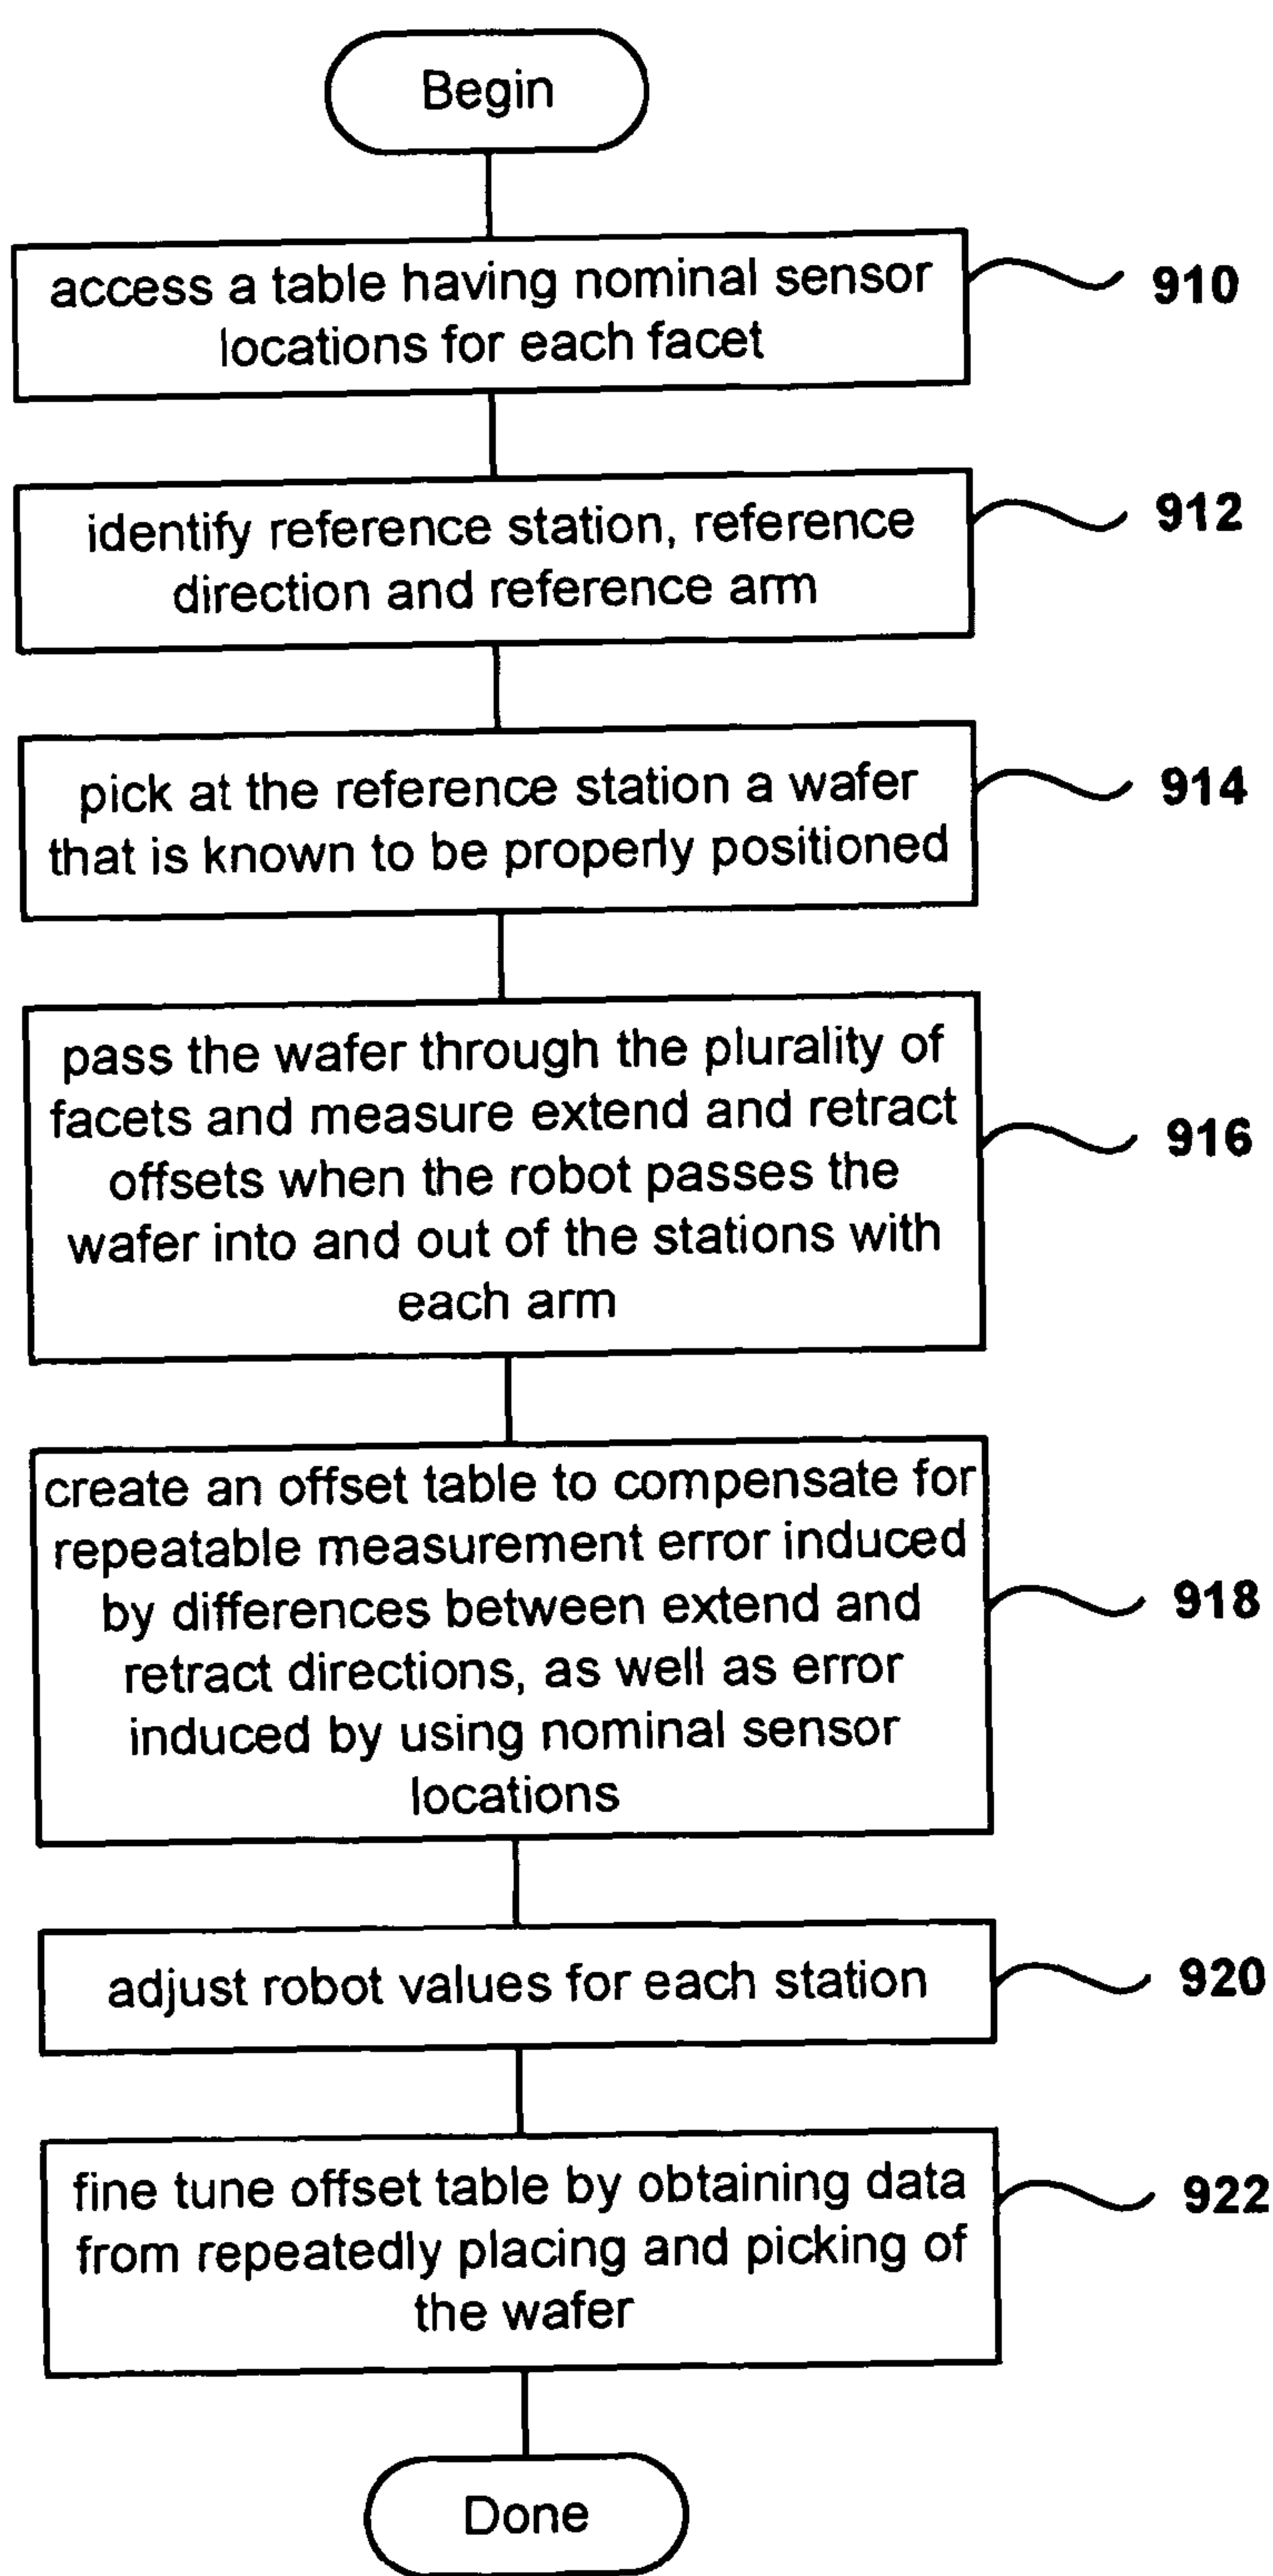 Begin
access a table having nominal sensor
locations for each facet
910
identify reference station, reference
direction and reference arm
912
pick at the reference station a wafer
that is known to be properly positioned
914
pass the wafer through the plurality of
facets and measure extend and retract
offsets when the robot passes the
wafer into and out of the stations with
each arm
916
create an offset table to compensate for
repeatable measurement error induced
by differences between extend and
retract directions, as well as error
induced by using nominal sensor
locations
918
adjust robot values for each station
920
fine tune offset table by obtaining data
from repeatedly placing and picking of
the wafer
922
Done